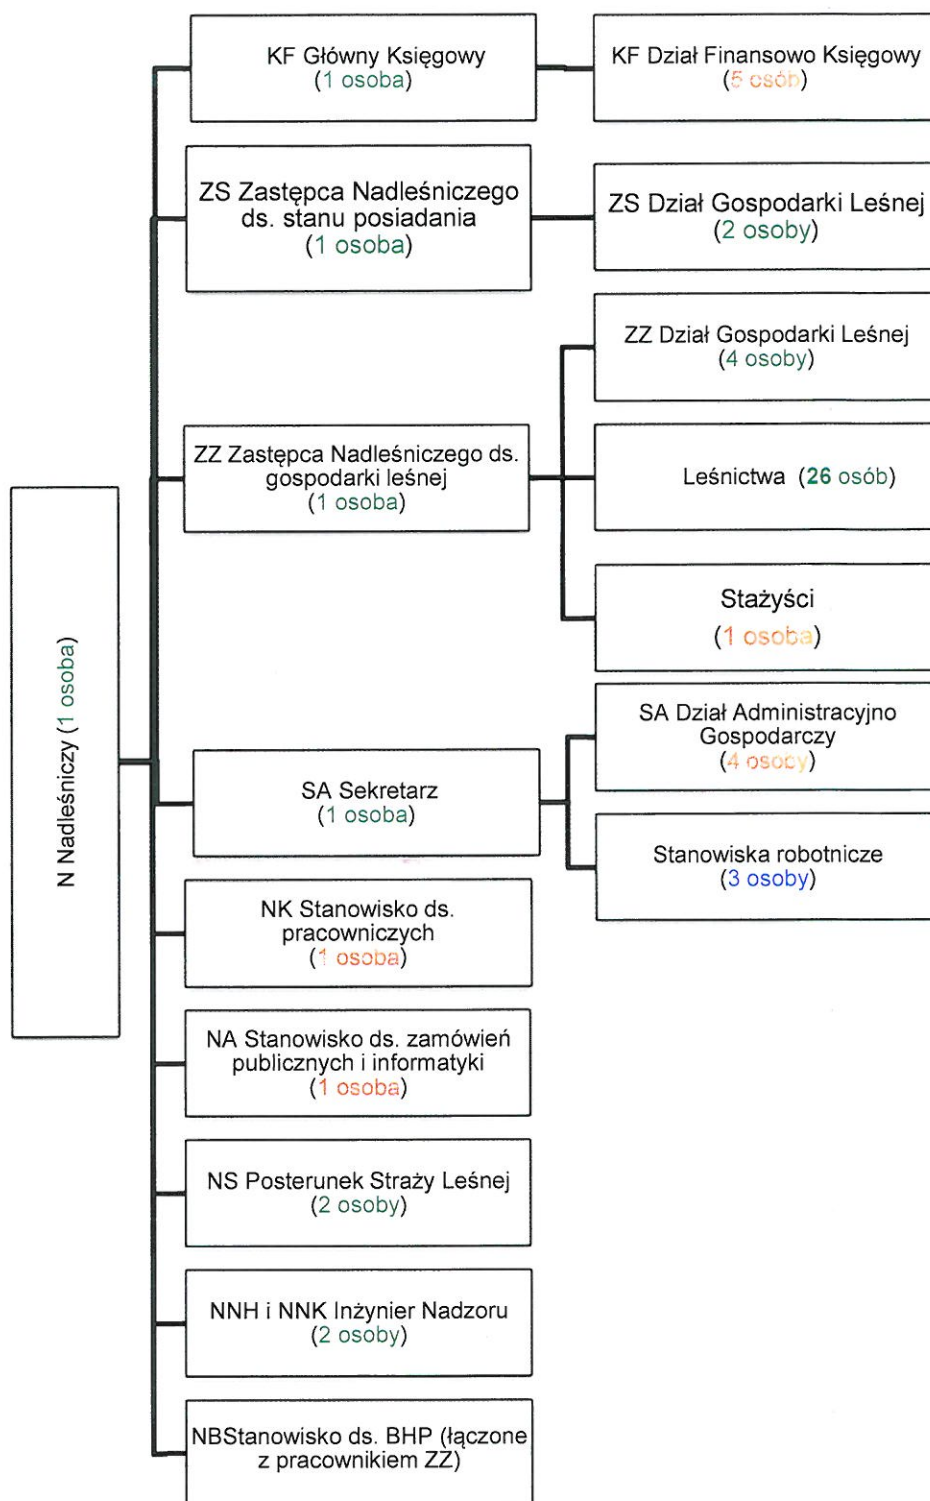 N Nadleśniczy (1 osoba)
KF Główny Księgowy
(1 osoba)
KF Dział Finansowo Księgowy
(5 osób)
ZS Zastępca Nadleśniczego
ds. stanu posiadania
(1 osoba)
ZS Dział Gospodarki Leśnej
(2 osoby)
ZZ Zastępca Nadleśniczego ds.
gospodarki leśnej
(1 osoba)
ZZ Dział Gospodarki Leśnej
(4 osoby)
Leśnictwa (26 osób)
Stażyści
(1 osoba)
SA Sekretarz
(1 osoba)
SA Dział Administracyjno
Gospodarczy
(4 osoby)
Stanowiska robotnicze
(3 osoby)
NK Stanowisko ds.
pracowniczych
(1 osoba)
NA Stanowisko ds. zamówień
publicznych i informatyki
(1 osoba)
NS Posterunek Straży Leśnej
(2 osoby)
NNH i NNK Inżynier Nadzoru
(2 osoby)
NBStanowisko ds. BHP (łączone
z pracownikiem ZZ)